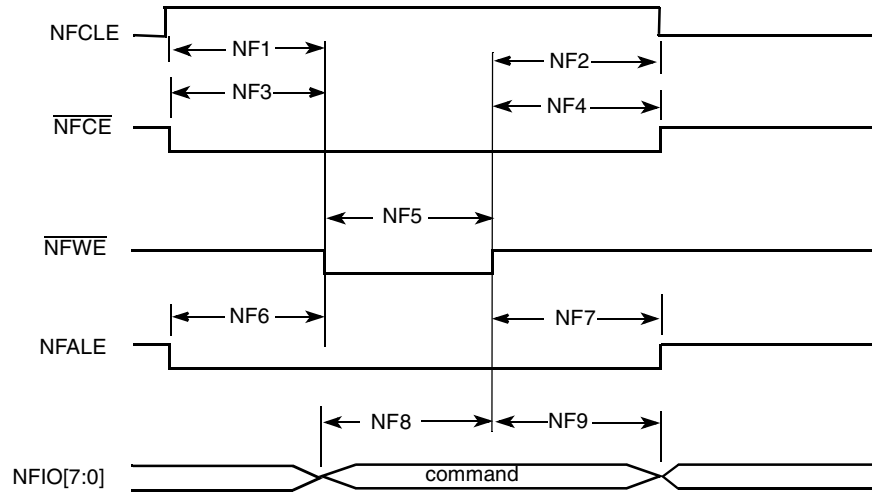 NFCLE
NF1
NF2
NF3
NF4
NFCE
NF5
NFWE
NF6
NF7
NFALE
NF8
NF9
NFIO[7:0]
command